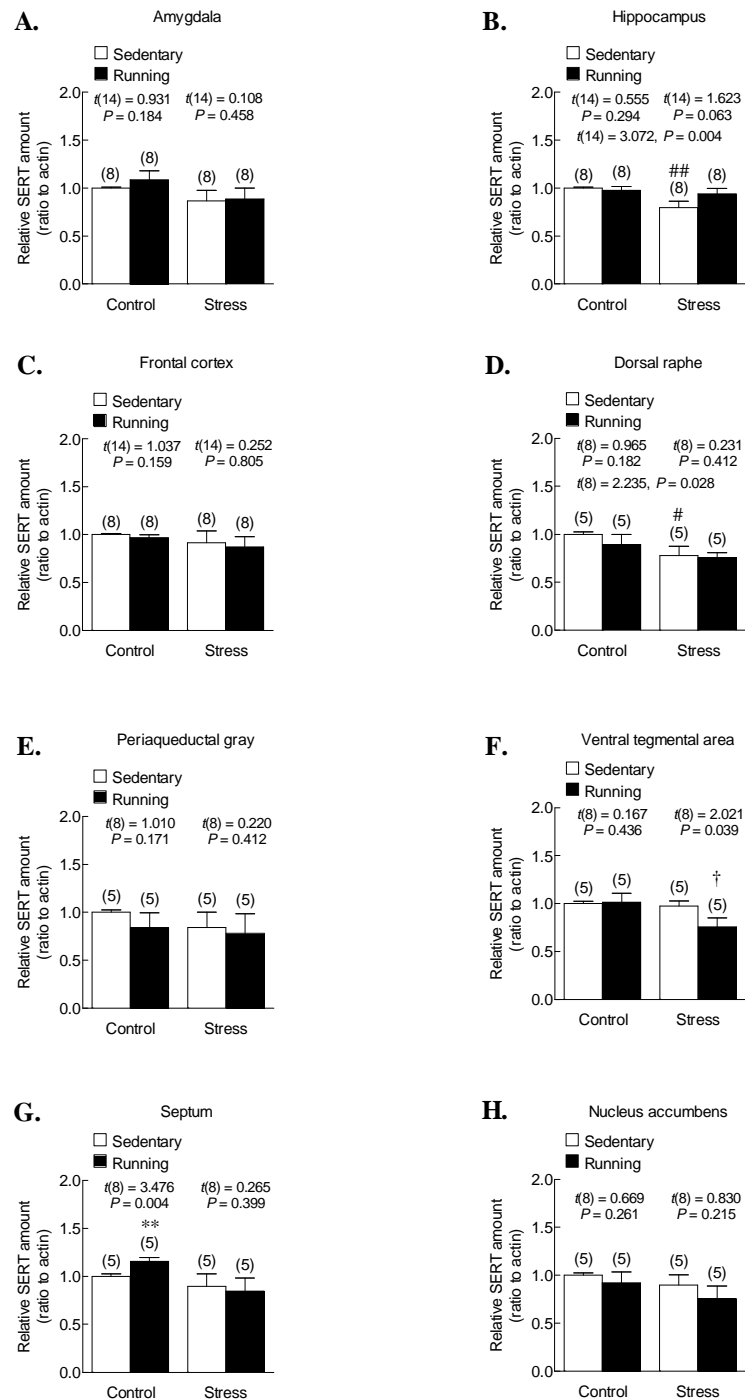 A.
Amygdala
Sedentary
Running
t(14) = 0.931 t(14) = 0.108
P = 0.184 P = 0.458
2.0
1.5
1.0
0.5
0.0
Relative SERT amount
(ratio to actin)
(8) (8) (8) (8)
Control Stress
B.
Hippocampus
Sedentary
Running
t(14) = 0.555 t(14) = 1.623
P = 0.294 P = 0.063
t(14) = 3.072, P = 0.004
2.0
1.5
1.0
0.5
0.0
Relative SERT amount
(ratio to actin)
##
(8) (8) (8) (8)
Control Stress
C.
Frontal cortex
Sedentary
Running
t(14) = 1.037 t(14) = 0.252
P = 0.159 P = 0.805
2.0
1.5
1.0
0.5
0.0
Relative SERT amount
(ratio to actin)
(8) (8) (8) (8)
Control Stress
D.
Dorsal raphe
Sedentary
Running
t(8) = 0.965 t(8) = 0.231
P = 0.182 P = 0.412
t(8) = 2.235, P = 0.028
2.0
1.5
1.0
0.5
0.0
Relative SERT amount
(ratio to actin)
#
(5) (5) (5) (5)
Control Stress
E.
Periaqueductal gray
Sedentary
Running
t(8) = 1.010 t(8) = 0.220
P = 0.171 P = 0.412
2.0
1.5
1.0
0.5
0.0
Relative SERT amount
(ratio to actin)
(5) (5) (5) (5)
Control Stress
F.
Ventral tegmental area
Sedentary
Running
t(8) = 0.167 t(8) = 2.021
P = 0.436 P = 0.039
2.0
1.5
1.0
0.5
0.0
Relative SERT amount
(ratio to actin)
†
(5) (5) (5) (5)
Control Stress
G.
Septum
Sedentary
Running
t(8) = 3.476 t(8) = 0.265
P = 0.004 P = 0.399
2.0
1.5
1.0
0.5
0.0
Relative SERT amount
(ratio to actin)
**
(5) (5) (5) (5)
Control Stress
H.
Nucleus accumbens
Sedentary
Running
t(8) = 0.669 t(8) = 0.830
P = 0.261 P = 0.215
2.0
1.5
1.0
0.5
0.0
Relative SERT amount
(ratio to actin)
(5) (5) (5) (5)
Control Stress